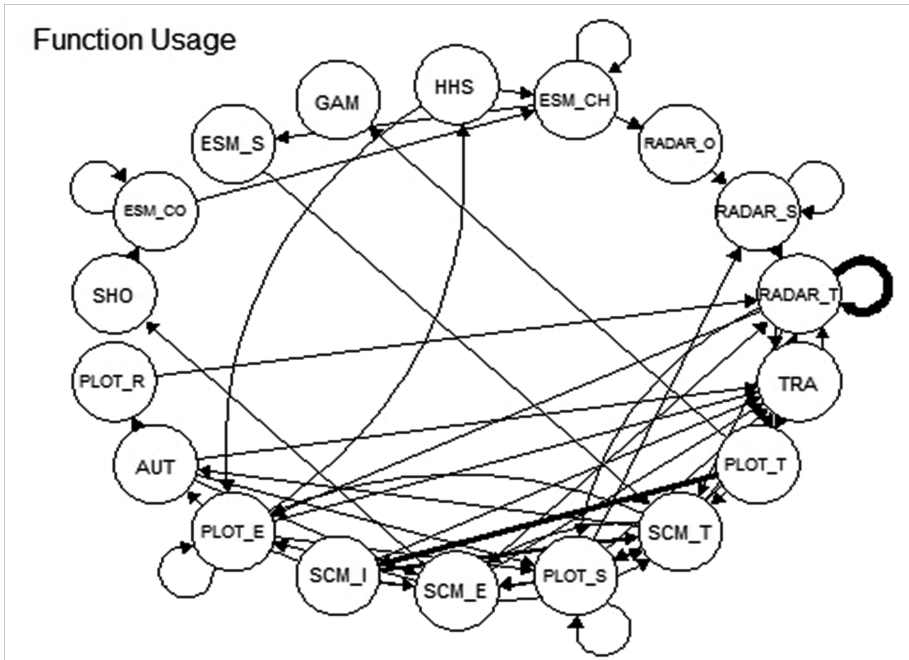 Function Usage
HHS
ESM_CH
GAM
ESM_S
RADAR_O
ESM_CO
RADAR_S
SHO
RADAR_T
PLOT_R
TRA
AUT
PLOT_T
PLOT_E
SCM_T
SCM_I
SCM_E
PLOT_S